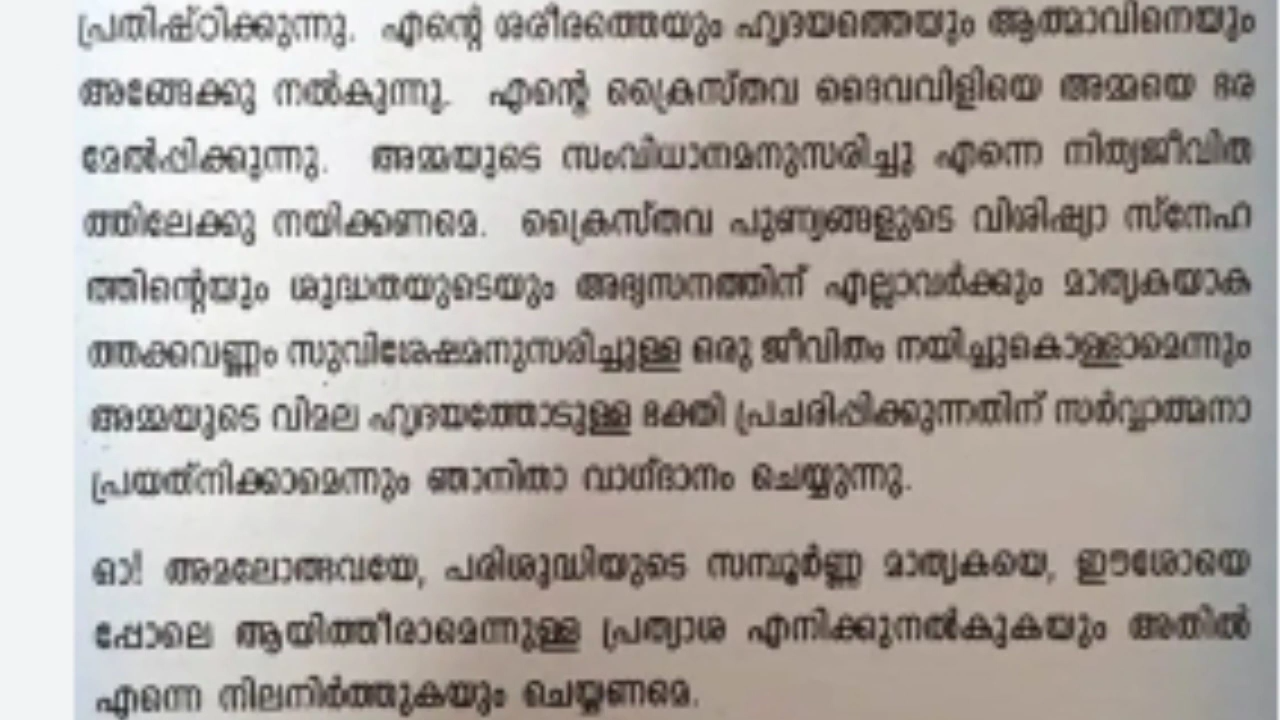 പ്രതിഷ്ഠിക്കുന്നു. എന്റെ ശരീരത്തെയും ഹൃദയത്തെയും ആത്മാവിനെയും
അങ്ങേക്കു നൽകുന്നു. എന്റെ ക്രൈസ്തവ ദൈവവിളിയെ അമ്മയെ ഭര
മേൽപ്പിക്കുന്നു. അമ്മയുടെ സംവിധാനമനുസരിച്ചു എന്നെ നിത്യജീവിത
ത്തിലേക്കു നയിക്കണമെ. ക്രൈസ്തവ പുണ്യങ്ങളുടെ വിശിഷ്യാ സ്നേഹ
ത്തിന്റെയും ശുദ്ധതയുടെയും അഭ്യസനത്തിന് എല്ലാവർക്കും മാതൃകയാക
ത്തക്കവണ്ണം സുവിശേഷമനുസരിച്ചുള്ള ഒരു ജീവിതം നയിച്ചുകൊള്ളാമെന്നും
അമ്മയുടെ വിമല ഹൃദയത്തോടുള്ള ഭക്തി പ്രചരിപ്പിക്കുന്നതിന് സർവ്വാത്മനാ
പ്രയത്നിക്കാമെന്നും ഞാനിതാ വാഗ്ദാനം ചെയ്യുന്നു.
ഓ! അമലോത്ഭവയേ, പരിശുദ്ധിയുടെ സമ്പൂർണ്ണ മാതൃകയെ, ഈശോയെ
പ്പോലെ ആയിത്തീരാമെന്നുള്ള പ്രത്യാശ എനിക്കുനൽകുകയും അതിൽ
എന്നെ നിലനിർത്തുകയും ചെയ്യണമെ.